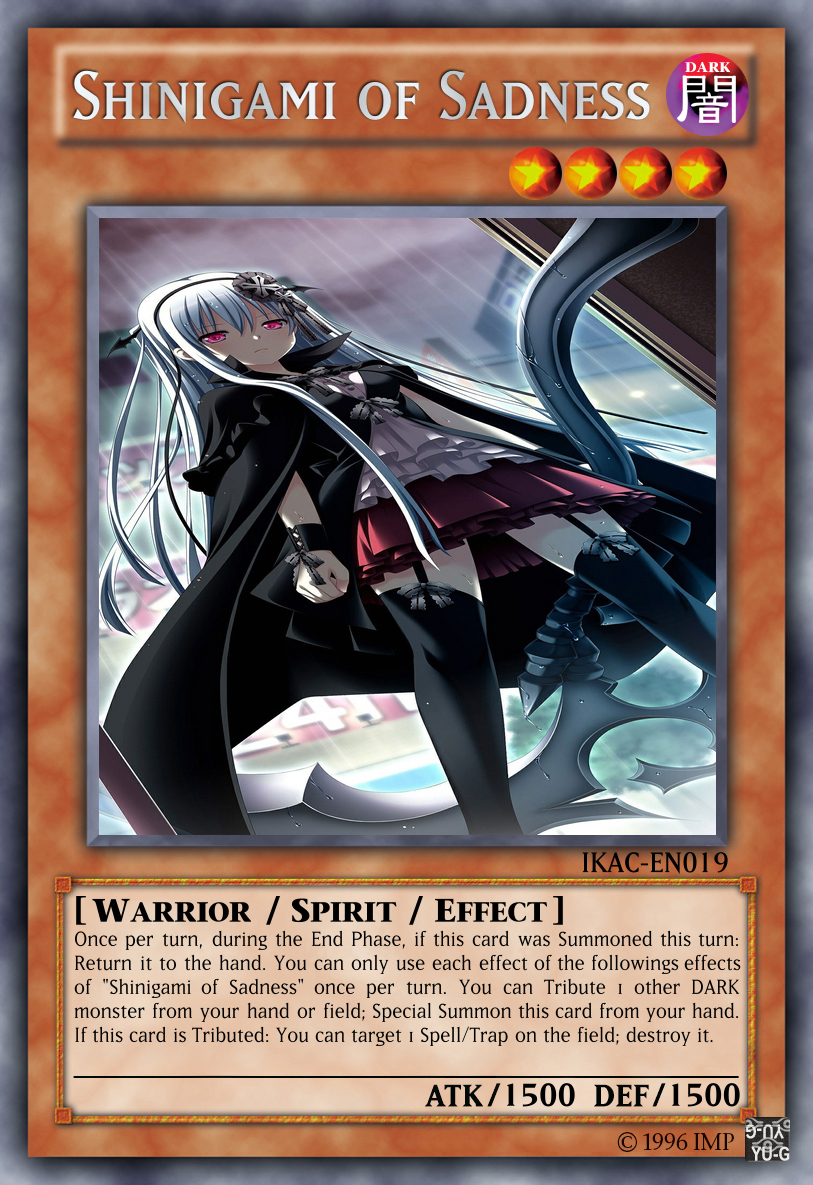 SHINIGAMI OF SADNESS
DARK
闇
IKAC-EN019
[ WARRIOR / SPIRIT / EFFECT ]
Once per turn, during the End Phase, if this card was Summoned this turn:
Return it to the hand. You can only use each effect of the followings effects
of "Shinigami of Sadness" once per turn. You can Tribute 1 other DARK
monster from your hand or field; Special Summon this card from your hand.
If this card is Tributed: You can target 1 Spell/Trap on the field; destroy it.
ATK/1500 DEF/1500
© 1996 IMP
YU-G